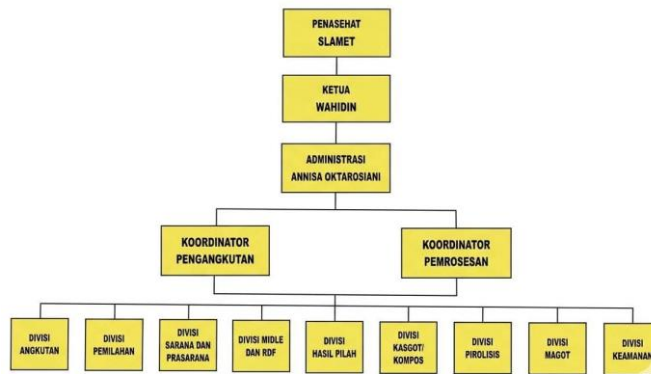 PENASEHAT
SLAMET
KETUA
WAHIDIN
ADMINISTRASI
ANNISA OKTAROSIANI
KOORDINATOR
PENGANGKUTAN
KOORDINATOR
PEMROSESAN
DIVISI
ANGKUTAN
DIVISI
PEMILAHAN
DIVISI
SARANA DAN
PRASARANA
DIVISI MIDLE
DAN RDF
DIVISI
HASIL PILAH
DIVISI
KASGOT/
KOMPOS
DIVISI
PIROLISIS
DIVISI
MAGOT
DIVISI
KEAMANAN